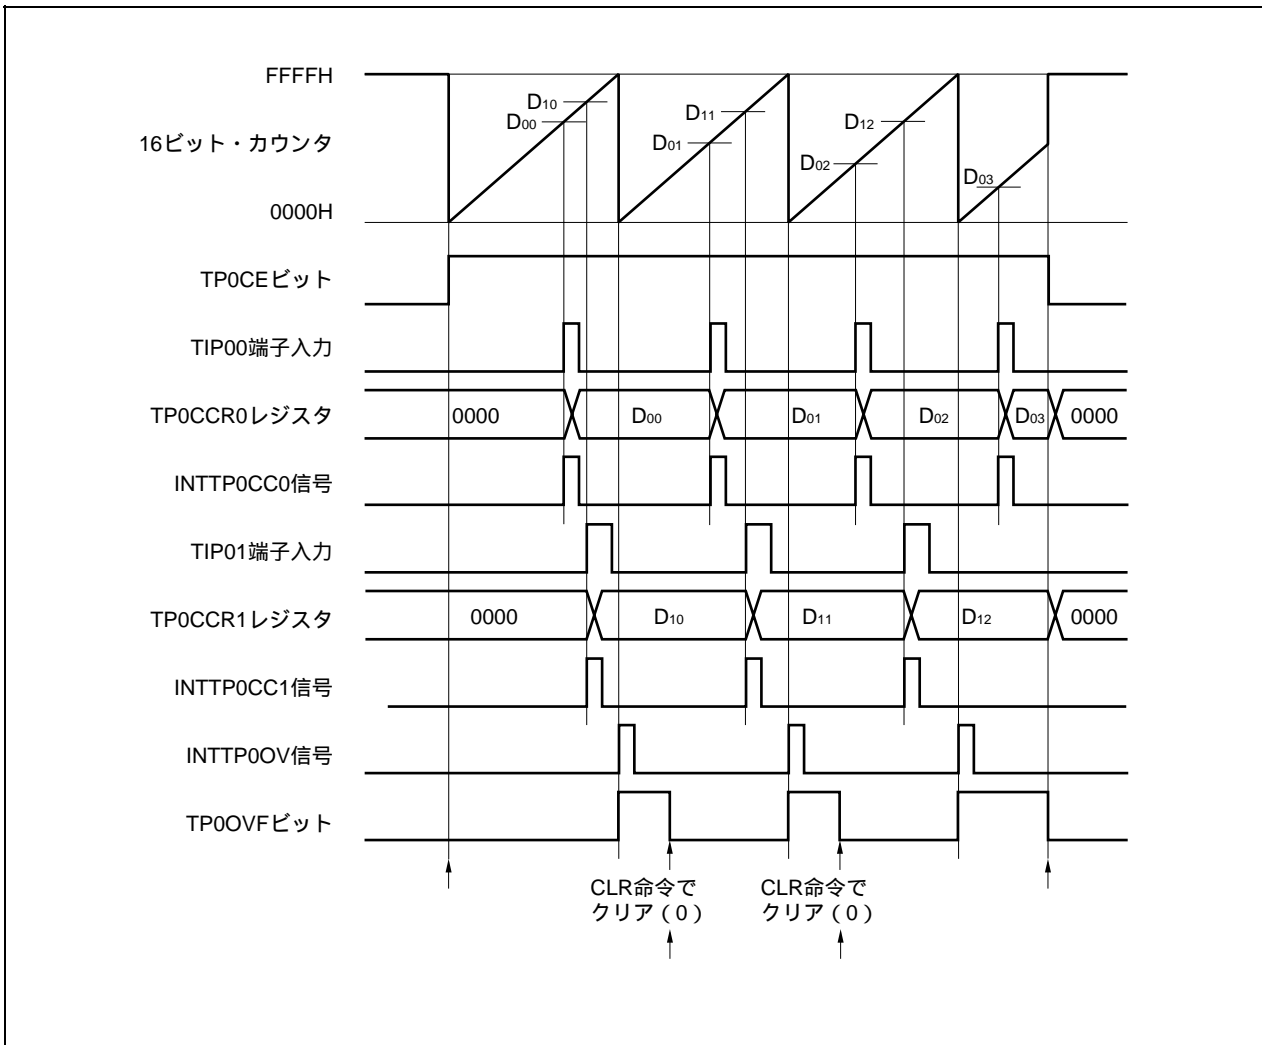 FFFFH
D10
D00
D11
D01
D12
D02
D03
16ビット・カウンタ
0000H
TP0CEビット
TIP00端子入力
TP0CCR0レジスタ
0000 D00 D01 D02 D03 0000
INTTP0CC0信号
TIP01端子入力
TP0CCR1レジスタ
0000 D10 D11 D12 0000
INTTP0CC1信号
INTTP0OV信号
TP0OVFビット
CLR命令で
クリア(0)
CLR命令で
クリア(0)